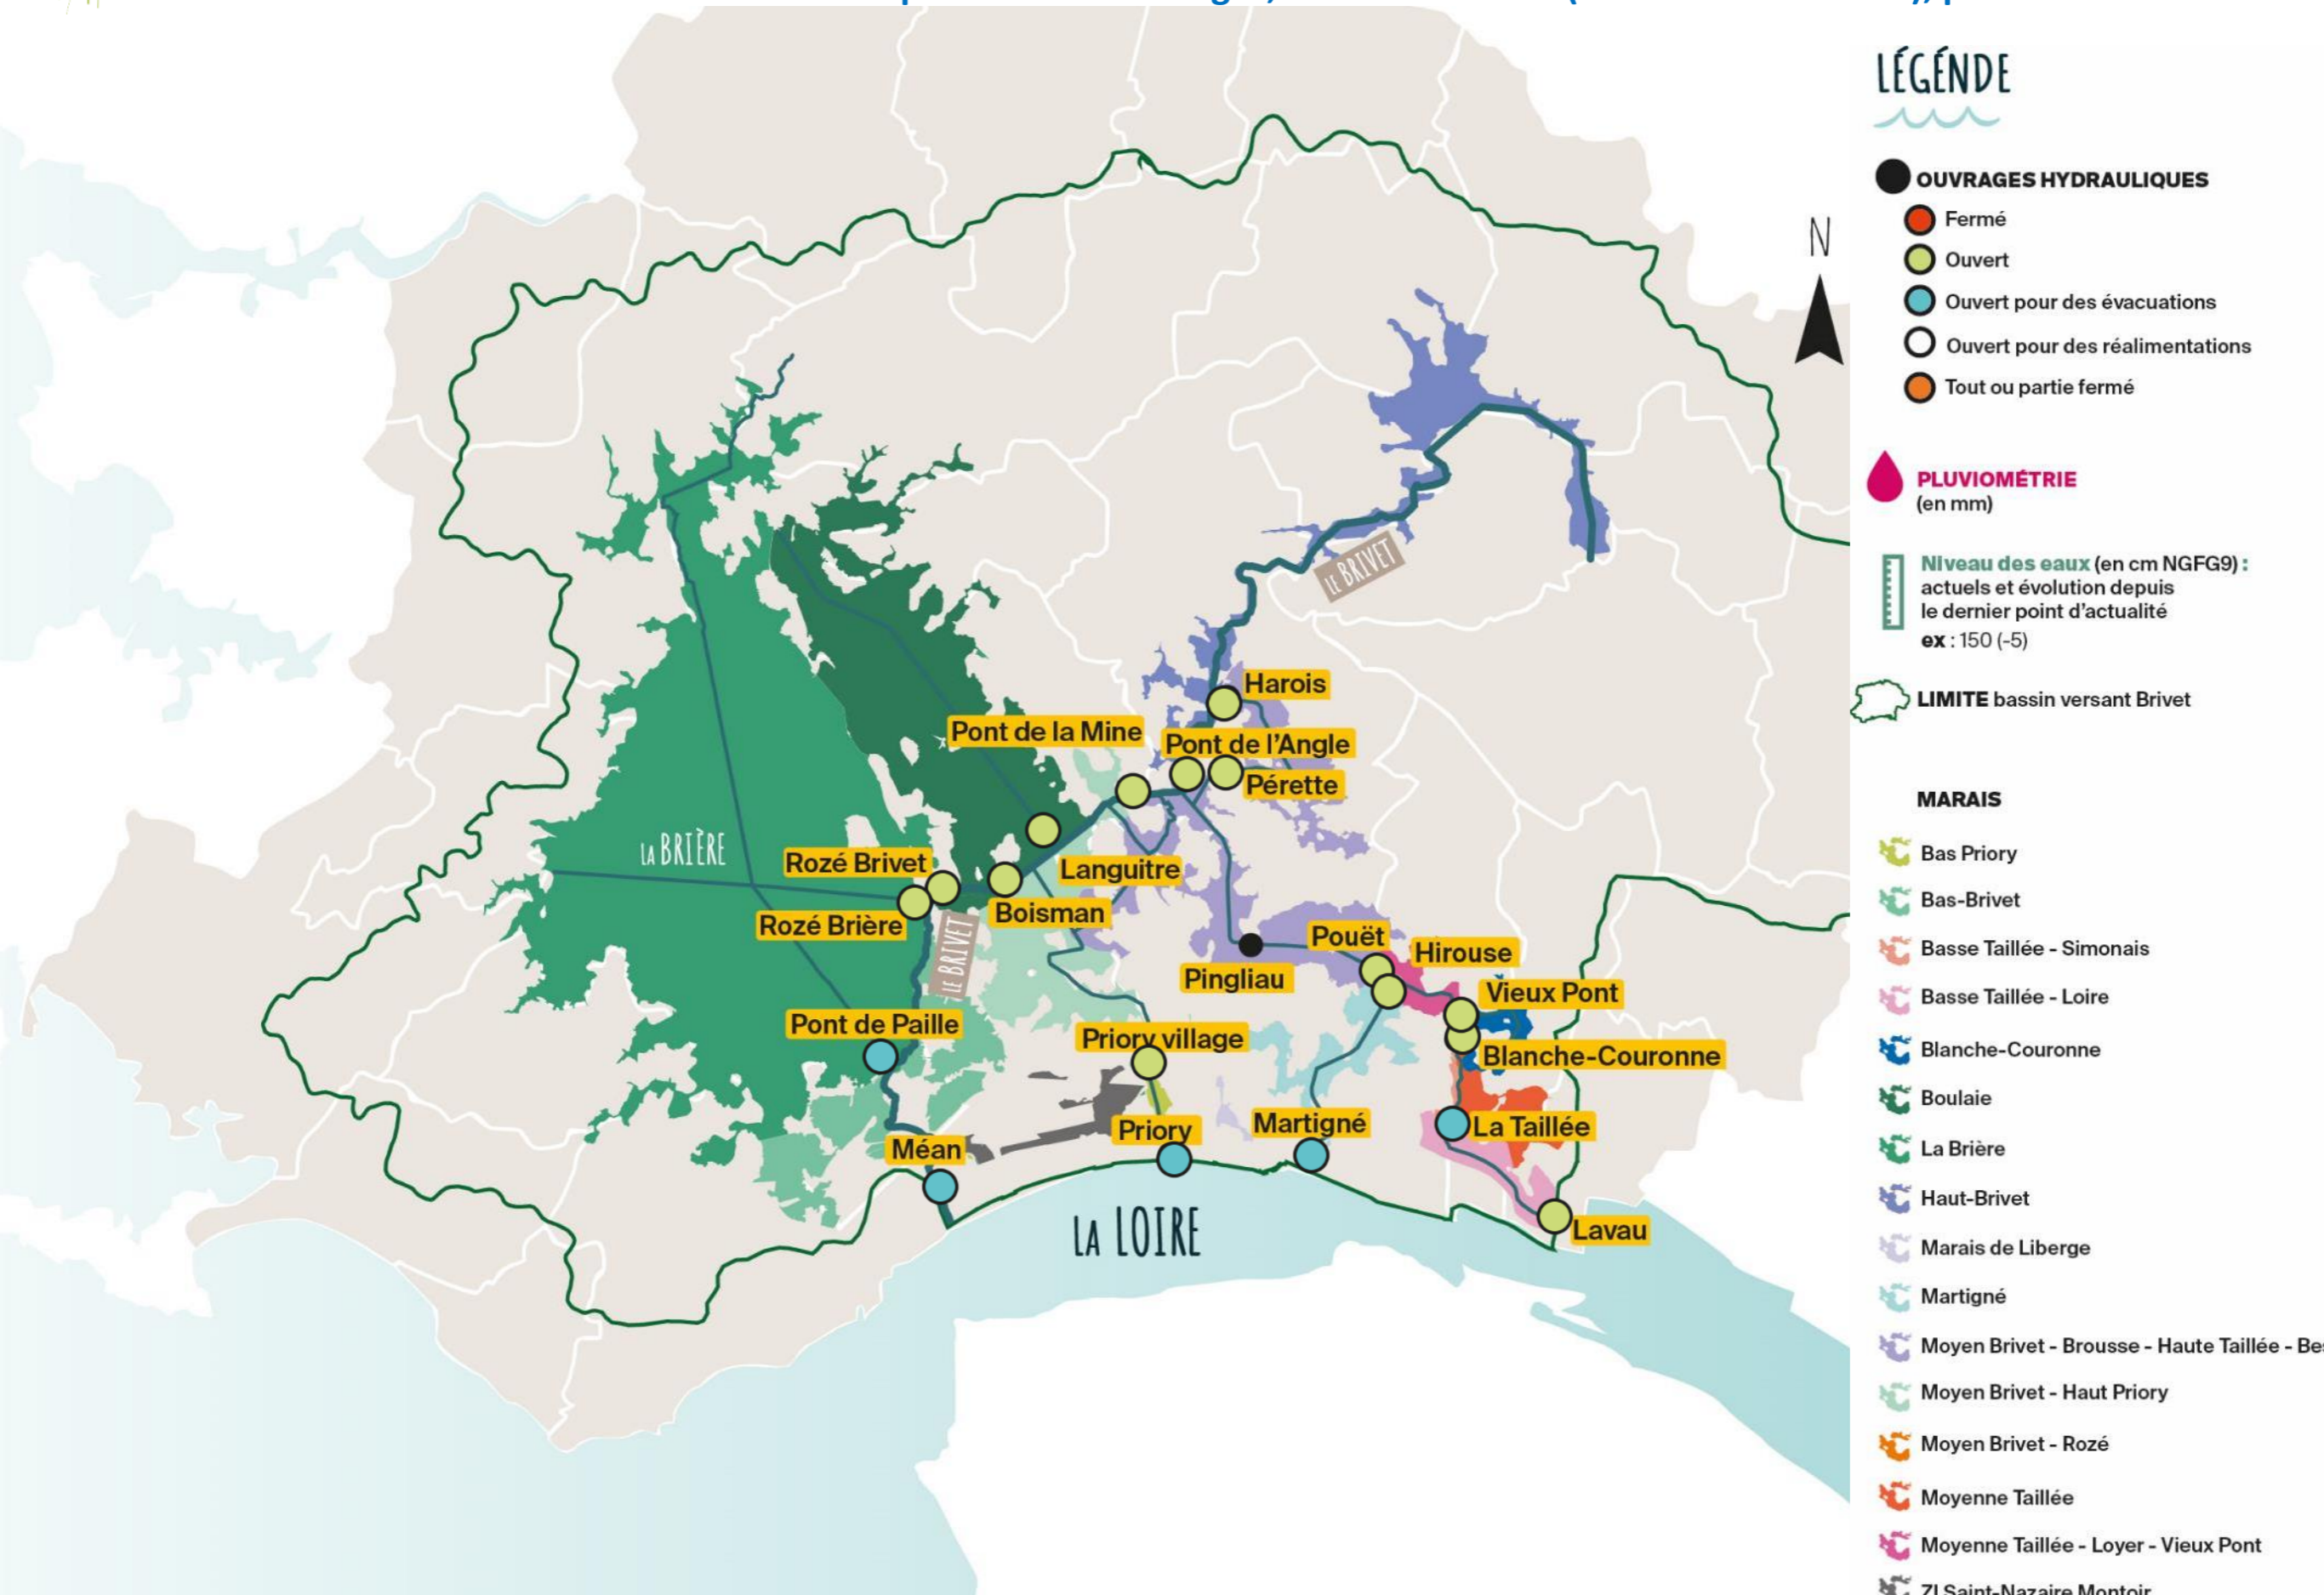 LÉGÉNDE
OUVRAGES HYDRAULIQUES
Fermé
Ouvert
Ouvert pour des évacuations
Ouvert pour des réalimentations
Tout ou partie fermé
PLUVIOMÉTRIE
(en mm)
Niveau des eaux (en cm NGFG9) :
actuels et évolution depuis
le dernier point d'actualité
ex : 150 (-5)
LIMITE bassin versant Brivet
MARAIS
Bas Priory
Bas-Brivet
Basse Taillée - Simonais
Basse Taillée - Loire
Blanche-Couronne
Boulaie
La Brière
Haut-Brivet
Marais de Liberge
Martigné
Moyen Brivet - Brousse - Haute Taillée -
Moyen Brivet - Haut Priory
Moyen Brivet - Rozé
Moyenne Taillée
Moyenne Taillée - Loyer - Vieux Pont
ZI Saint-Nazaire Montoir
N
LE BRIVET
Harois
Pont de la Mine
Pont de l'Angle
Pérette
LA BRIÈRE
Rozé Brivet
Languitre
Boisman
Rozé Brière
LE BRIVET
Pouët
Hirouse
Pingliau
Vieux Pont
Pont de Paille
Priory village
Blanche-Couronne
Priory
Martigné
La Taillée
Méan
LA LOIRE
Lavau